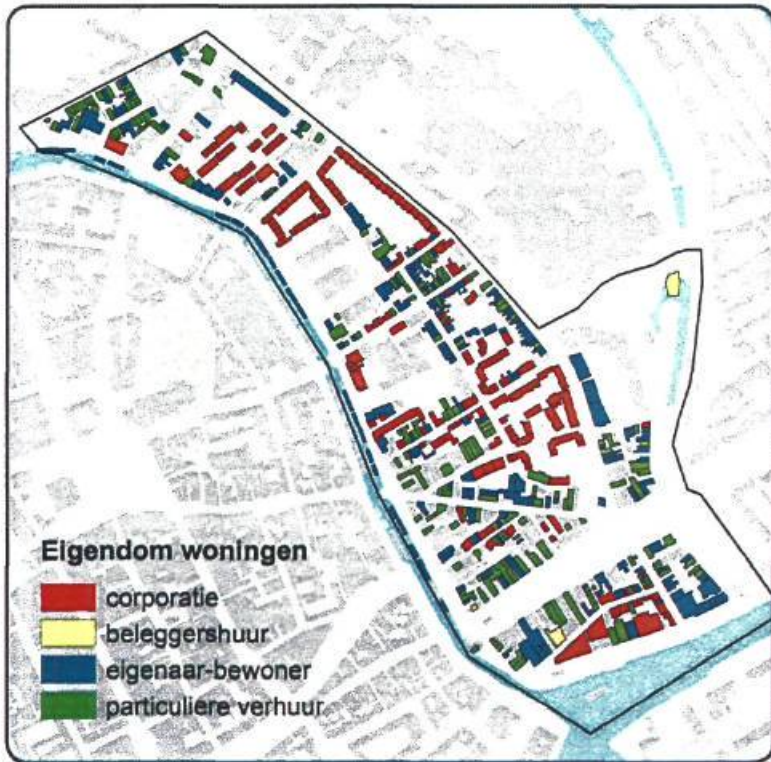 Eigendom woningen
corporatie
beleggershuur
eigenaar-bewoner
particuliere verhuur